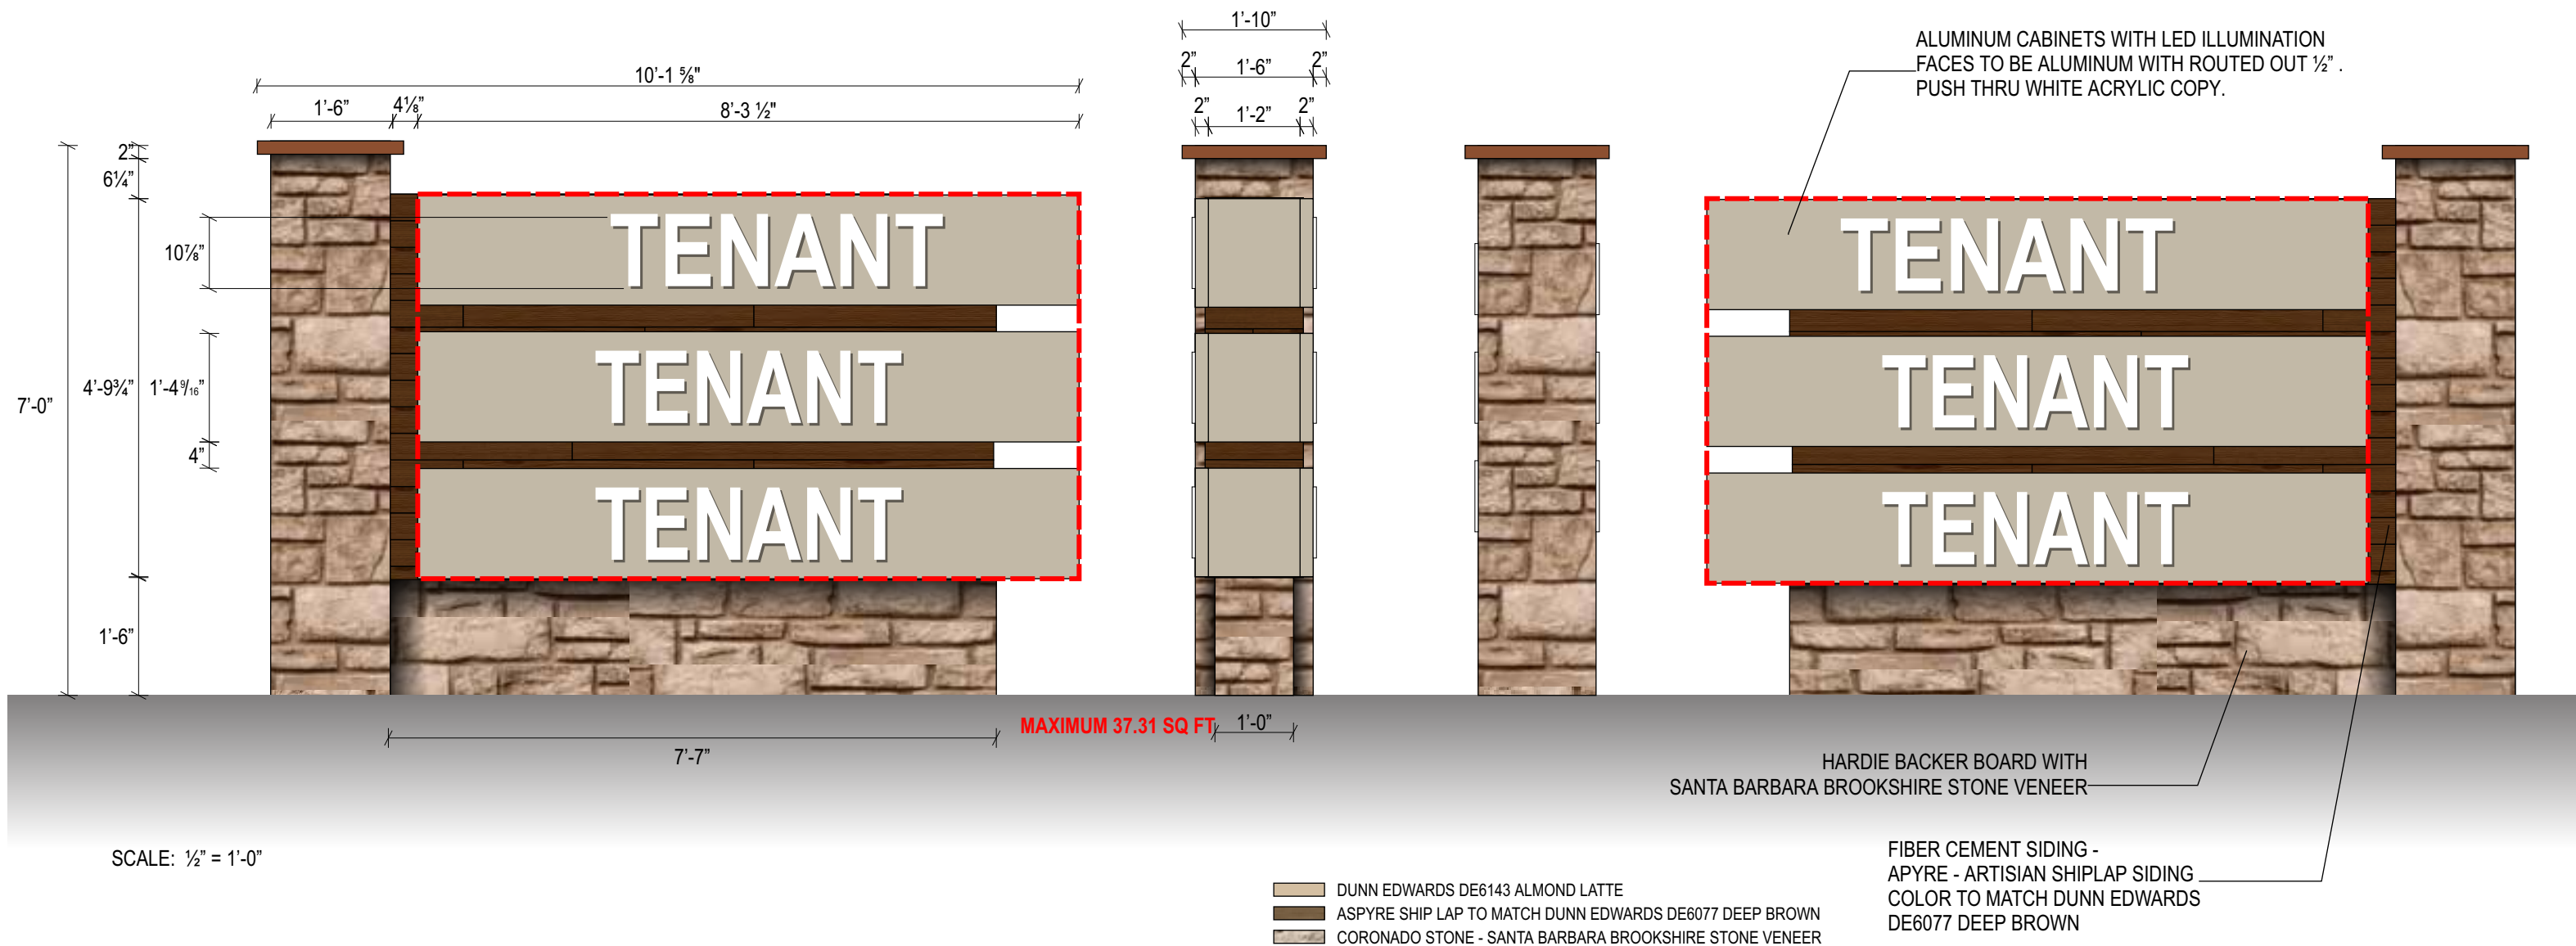 1’-10”
2”
1’-6”
2”
2”
1’-2”
2”
10’-1 ⅝"
1’-6”
4⅛”
8’-3 ½"
ALUMINUM CABINETS WITH LED ILLUMINATION
FACES TO BE ALUMINUM WITH ROUTED OUT ½” .
PUSH THRU WHITE ACRYLIC COPY.
2”
6¼”
10⅞”
7’-0”
4’-9¾”
1’-4 9/16”
4”
1’-6”
TENANT
TENANT
TENANT
TENANT
TENANT
TENANT
MAXIMUM 37.31 SQ FT
1’-0”
7’-7”
HARDIE BACKER BOARD WITH
SANTA BARBARA BROOKSHIRE STONE VENEER
SCALE: ½” = 1’-0”
FIBER CEMENT SIDING -
APYRE - ARTISIAN SHIPLAP SIDING
COLOR TO MATCH DUNN EDWARDS
DE6077 DEEP BROWN
DUNN EDWARDS DE6143 ALMOND LATTE
ASPYRE SHIP LAP TO MATCH DUNN EDWARDS DE6077 DEEP BROWN
CORONADO STONE - SANTA BARBARA BROOKSHIRE STONE VENEER